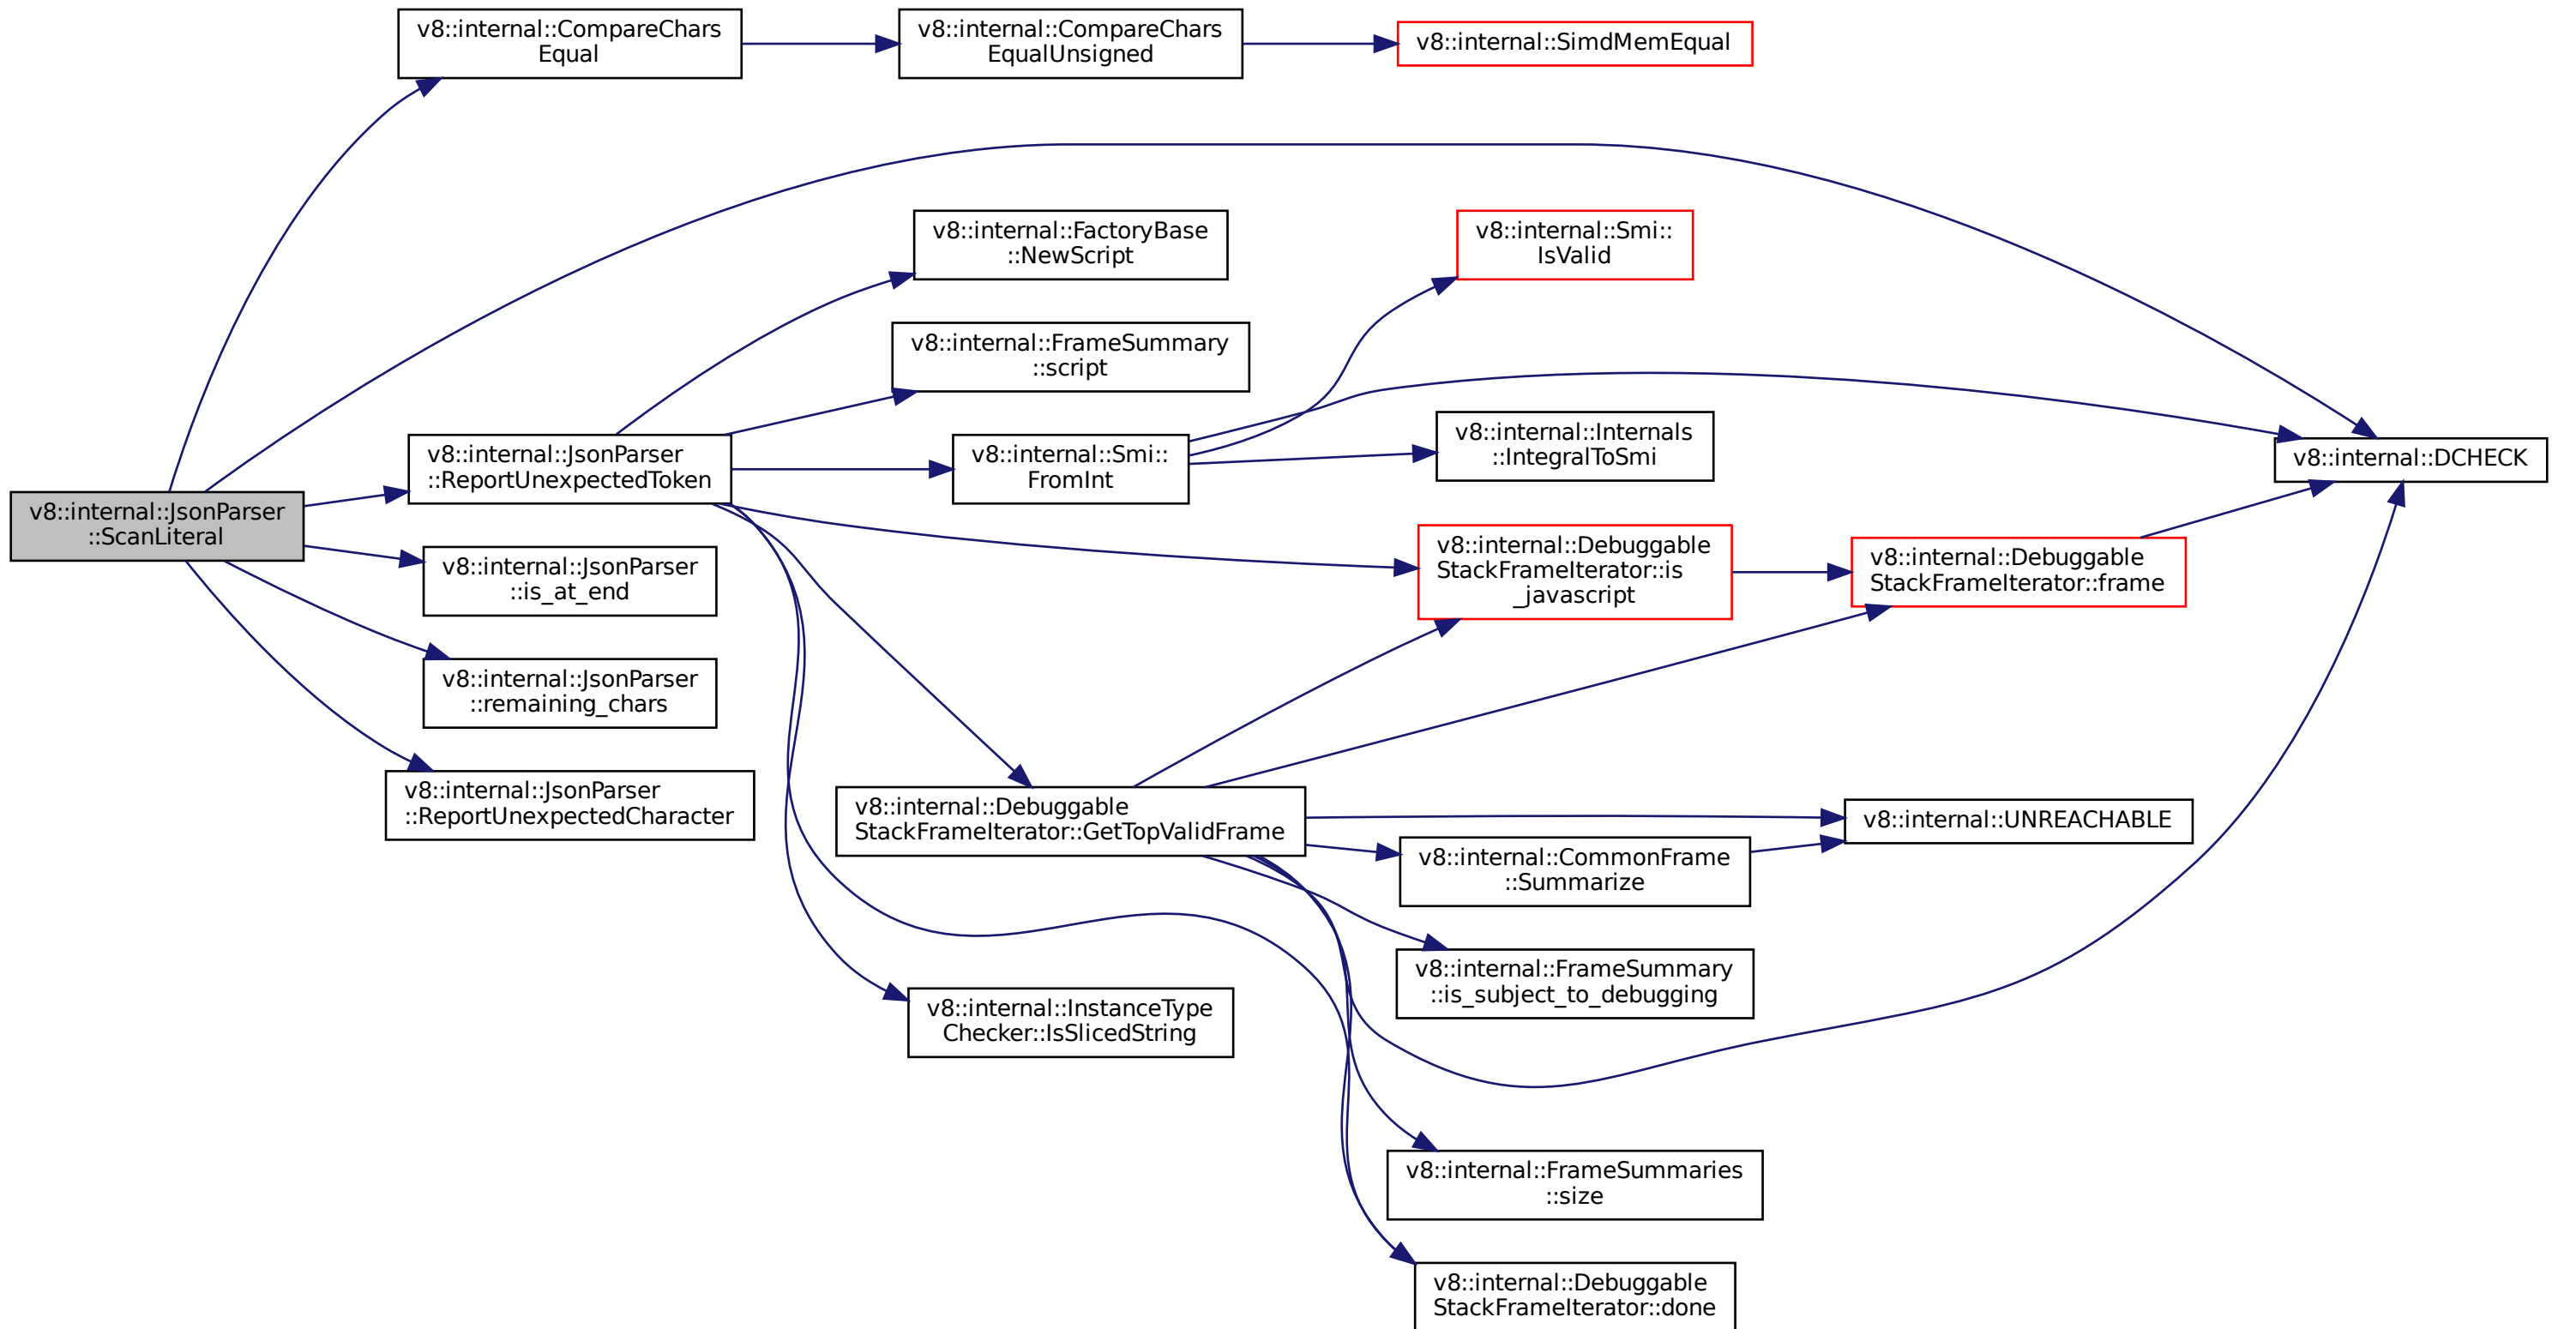 v8::internal::CompareChars
Equal
v8::internal::CompareChars
EqualUnsigned
v8::internal::SimdMemEqual
v8::internal::FactoryBase
::NewScript
v8::internal::Smi::
IsValid
v8::internal::FrameSummary
::script
v8::internal::JsonParser
::ReportUnexpectedToken
v8::internal::Smi::
FromInt
v8::internal::Internals
::IntegralToSmi
v8::internal::DCHECK
v8::internal::JsonParser
::ScanLiteral
v8::internal::JsonParser
::is_at_end
v8::internal::Debuggable
StackFrameIterator::is
_javascript
v8::internal::Debuggable
StackFrameIterator::frame
v8::internal::JsonParser
::remaining_chars
v8::internal::JsonParser
::ReportUnexpectedCharacter
v8::internal::Debuggable
StackFrameIterator::GetTopValidFrame
v8::internal::UNREACHABLE
v8::internal::CommonFrame
::Summarize
v8::internal::FrameSummary
::is_subject_to_debugging
v8::internal::InstanceType
Checker::IsSlicedString
v8::internal::FrameSummaries
::size
v8::internal::Debuggable
StackFrameIterator::done